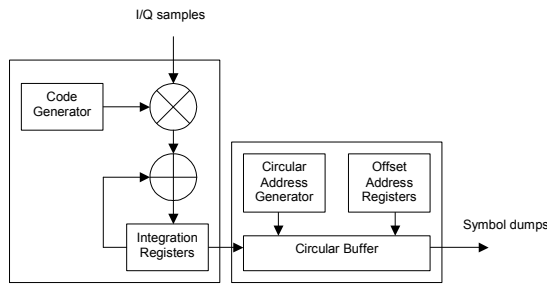 I/Q samples
Code
Generator
Circular
Address
Generator
Offset
Address
Registers
Symbol dumps
Integration
Registers
Circular Buffer